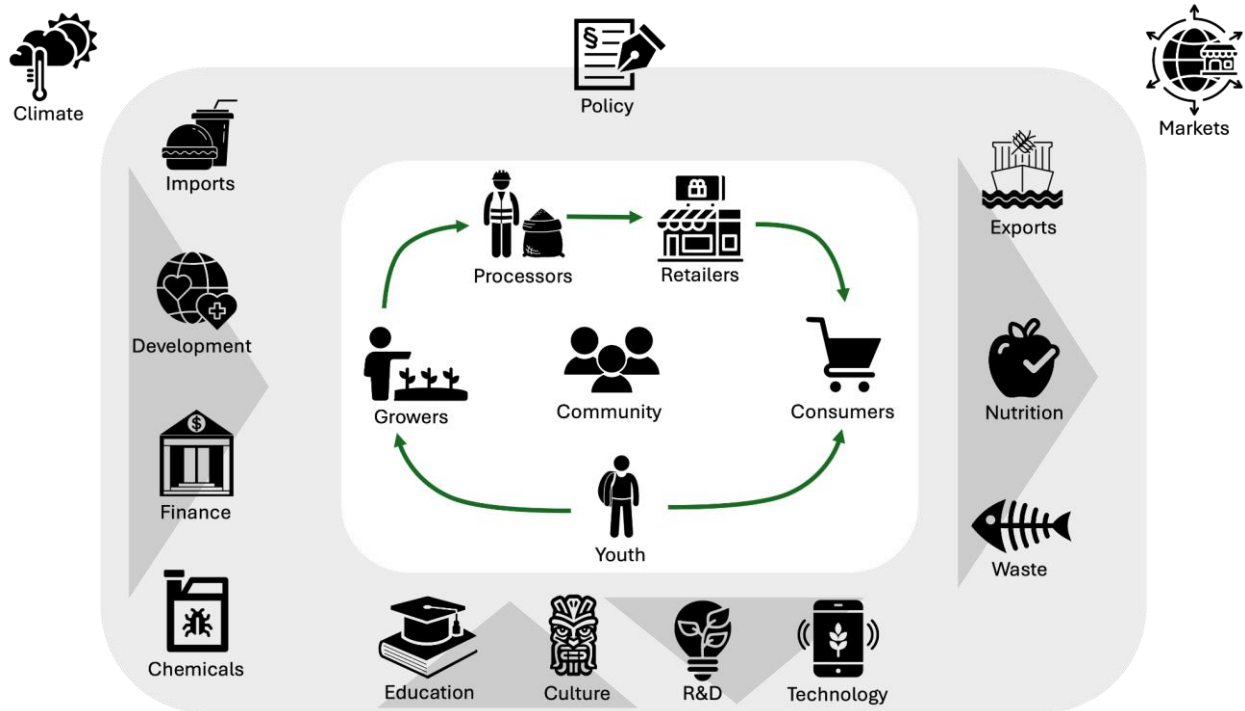 Climate
§
Policy
Markets
Imports
Exports
Processors
Retailers
Development
Growers
Community
Consumers
Nutrition
$
Finance
Youth
Waste
Chemicals
Education
Culture
R&D
Technology